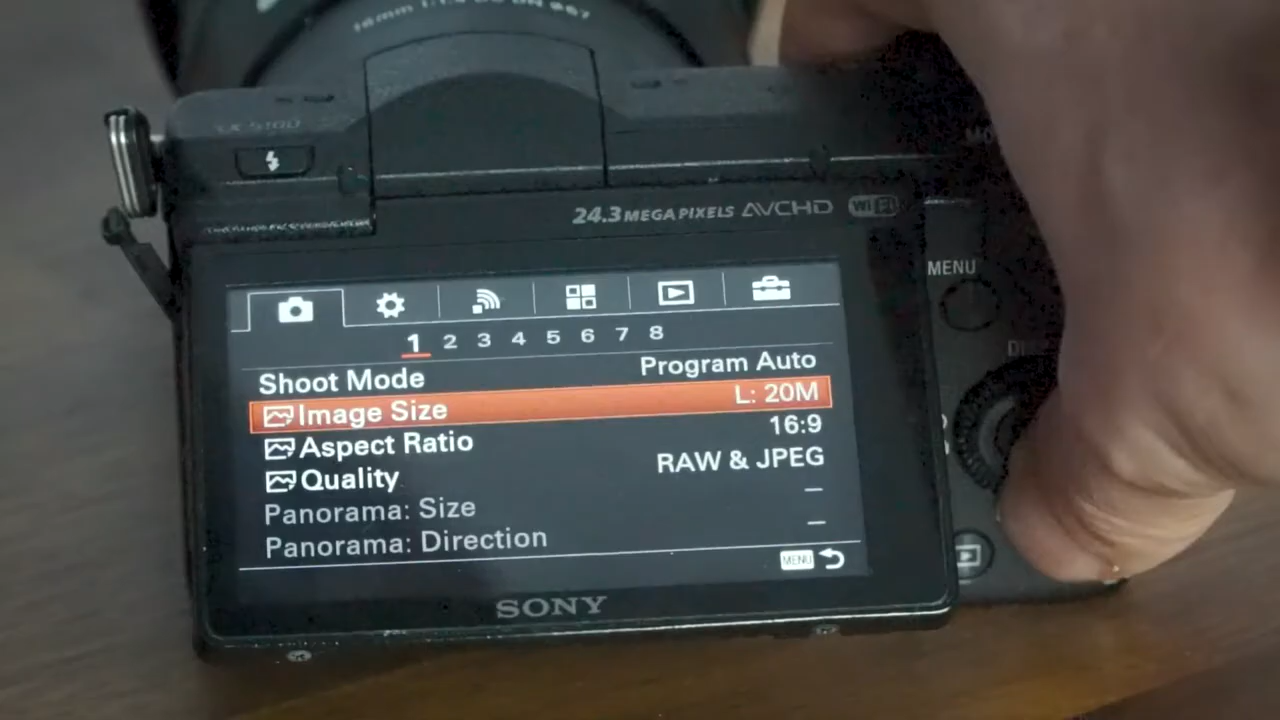 24.3 MEGA PIXELS AVCHD Wi Fi
MENU
1 2 3 4 5 6 7 8
Shoot Mode Program Auto
Image Size L: 20M
Aspect Ratio 16:9
Quality RAW & JPEG
Panorama: Size –
Panorama: Direction –
MENU
SONY